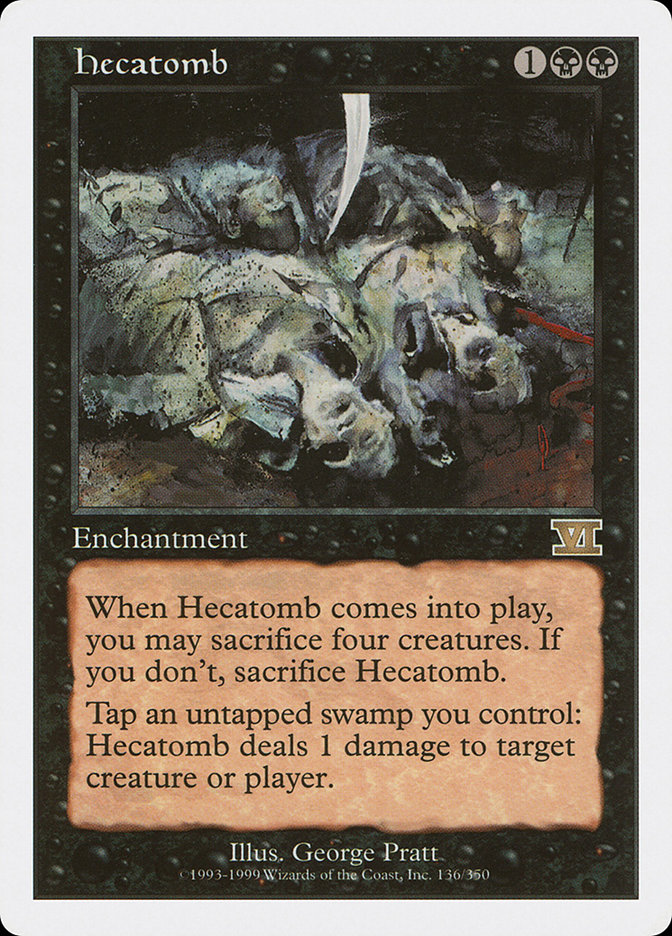 Hecatomb
1
Enchantment
VI
When Hecatomb comes into play,
you may sacrifice four creatures. If
you don't, sacrifice Hecatomb.
Tap an untapped swamp you control:
Hecatomb deals 1 damage to target
creature or player.
Illus. George Pratt
©1993-1999 Wizards of the Coast, Inc. 136/350